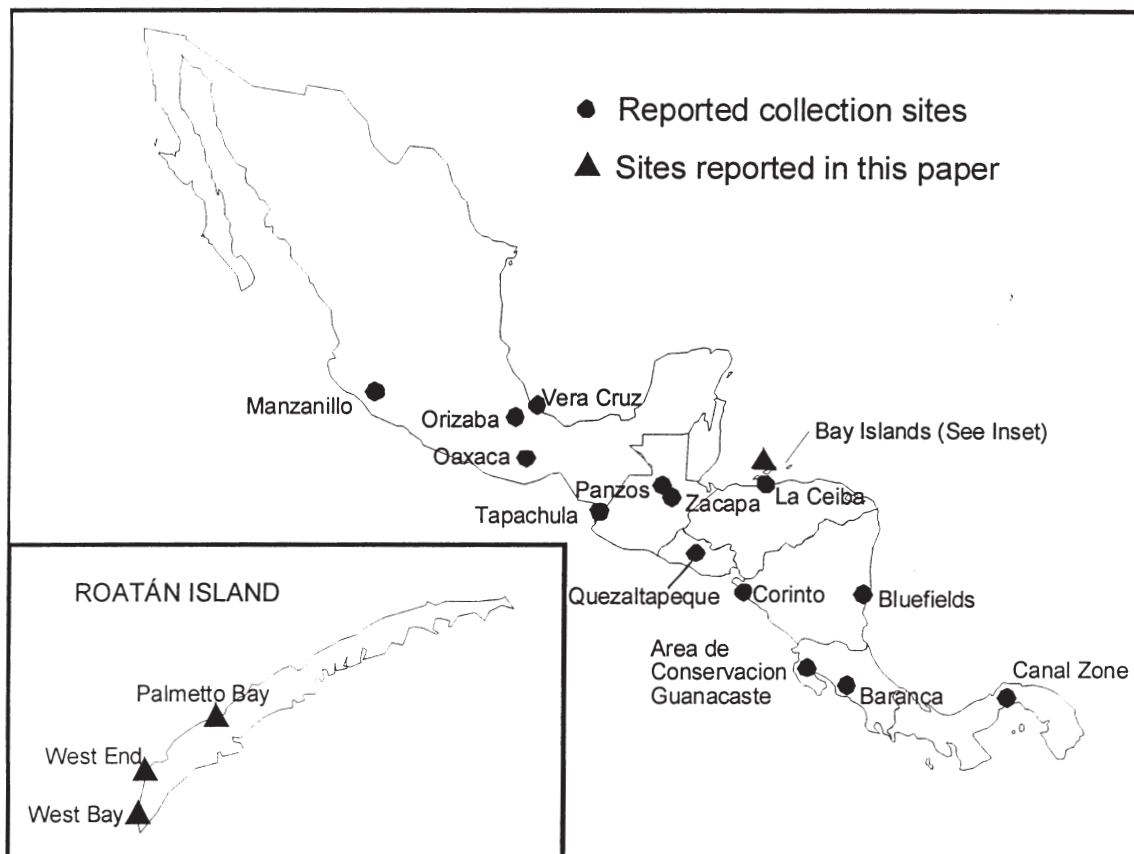 Reported collection sites
Sites reported in this paper
Manzanillo
Orizaba
Vera Cruz
Oaxaca
Bay Islands (See Inset)
Panzos
Zacapa
La Ceiba
Tapachula
Quezaltapeque
Corinto
Bluefields
Area de
Conservacion
Guanacaste
Barança
Canal Zone
ROATÁN ISLAND
Palmetto Bay
West End
West Bay